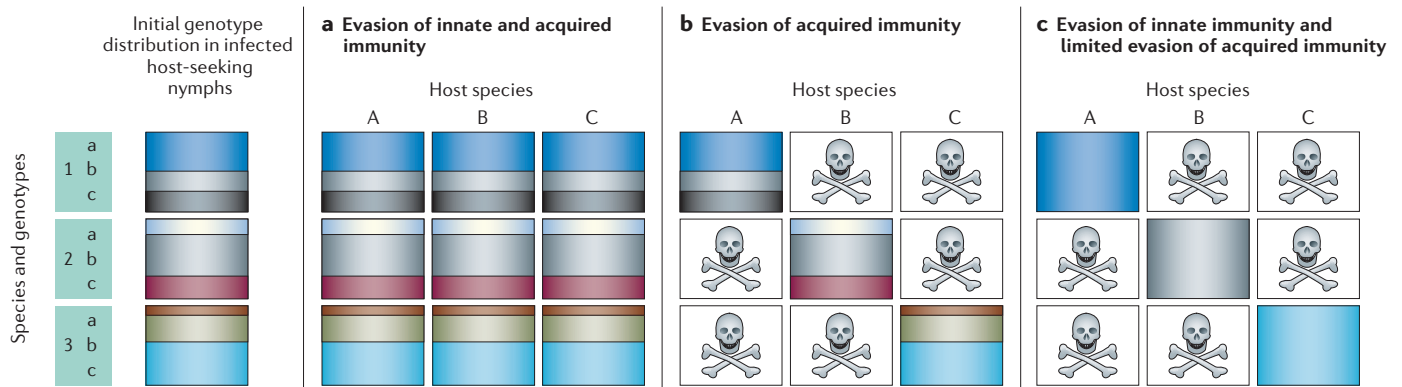 Initial genotype
distribution in infected
host-seeking
nymphs
a Evasion of innate and acquired
immunity
b Evasion of acquired immunity
c Evasion of innate immunity and
limited evasion of acquired immunity
Host species
A B C
Host species
A B C
Host species
A B C
Species and genotypes
a
1 b
c
a
2 b
c
a
3 b
c